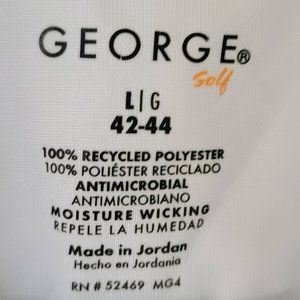 GEORGE®
Golf
L|G
42-44
100% RECYCLED POLYESTER
100% POLIÉSTER RECICLADO
ANTIMICROBIAL
ANTIMICROBIANO
MOISTURE WICKING
REPELE LA HUMEDAD
Made in Jordan
Hecho en Jordania
RN # 52469 MG4